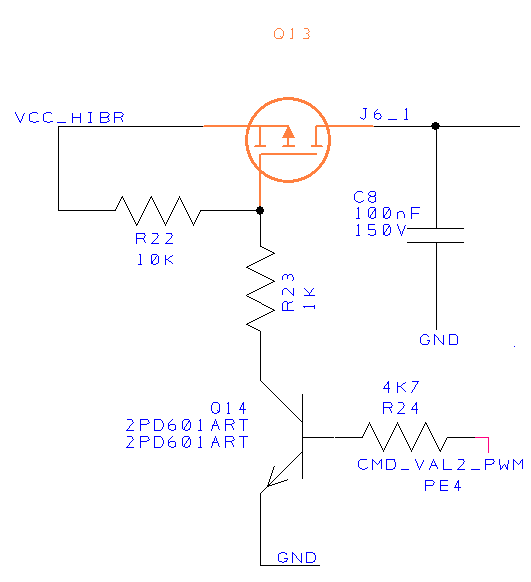 Q13
VCC_HIBR
J6_1
C8
100nF
150V
R22
10K
R23
1K
GND
Q14
2PD601ART
2PD601ART
4K7
R24
CMD_VAL2_PWM
PE4
GND